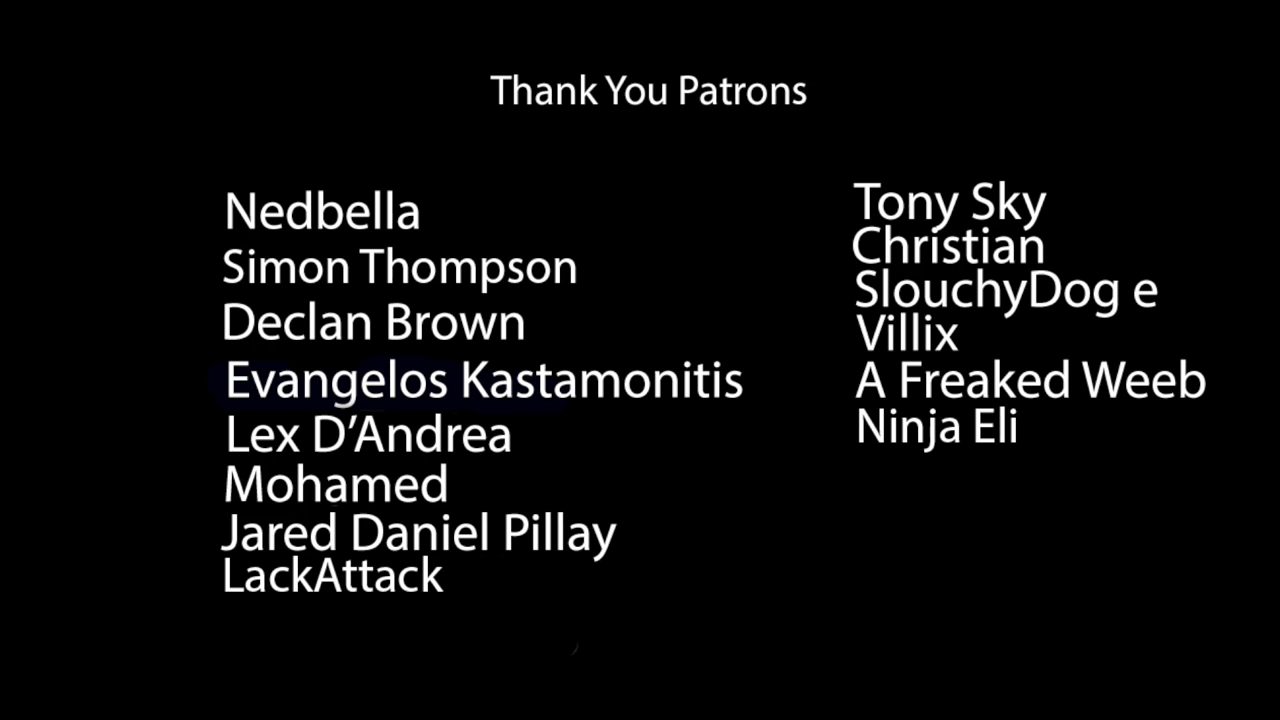 Thank You Patrons
Nedbella
Simon Thompson
Declan Brown
Evangelos Kastamonitis
Lex D’Andrea
Mohamed
Jared Daniel Pillay
LackAttack
Tony Sky
Christian
SlouchyDog e
Villix
A Freaked Weeb
Ninja Eli